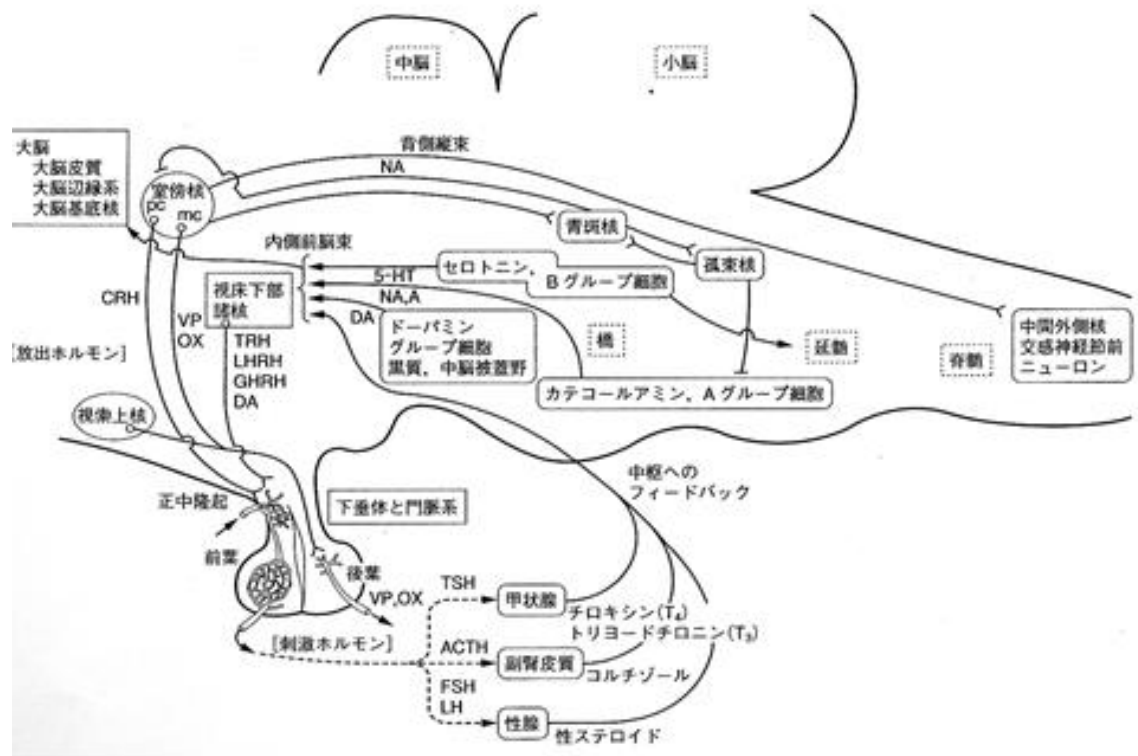 中脳
小脳
大脳
大脳皮質
大脳辺縁系
大脳基底核
背側縦束
NA
室傍核
pc
mc
青斑核
内側前脳束
セロトニン、
Bグループ細胞
孤束核
5-HT
NA,A
DA
CRH
視床下部
諸核
VP
OX
ドーパミン
グループ細胞
黒質、中脳被蓋野
橋
延髄
脊髄
中間外側核
交感神経節前
ニューロン
[放出ホルモン]
TRH
LHRH
GHRH
DA
カテコールアミン、Aグループ細胞
視索上核
中枢への
フィードバック
正中隆起
下垂体と門脈系
前葉
後葉
VP,OX
TSH
甲状腺
チロキシン(T₄)
トリヨードチロニン(T₃)
[刺激ホルモン]
ACTH
副腎皮質
コルチゾール
FSH
LH
性腺
性ステロイド